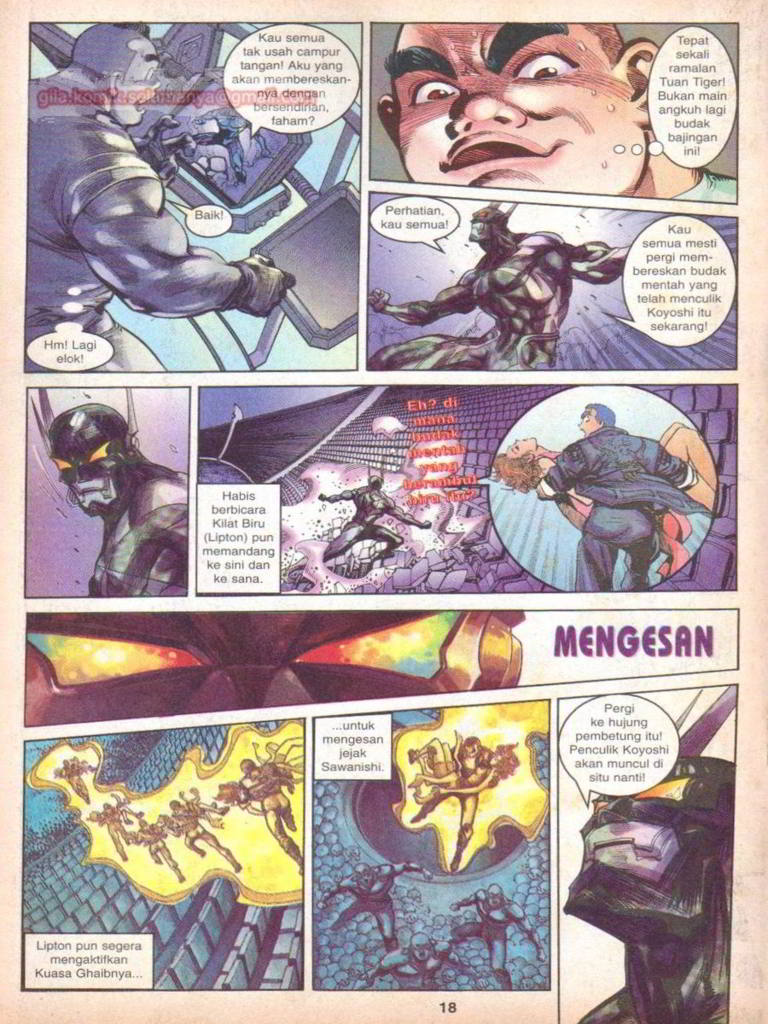 Kau semua
tak usah campur
tangan! Aku yang
akan membereskan-
nya dengan
bersendirian,
faham?
Baik!
Hm! Lagi
elok!
Tepat
sekali
ramalan
Tuan Tiger!
Bukan main
angkuh lagi
budak
bajingan
ini!
Perhatian,
kau semua!
Kau
semua mesti
pergi mem-
bereskan budak
mentah yang
telah menculik
Koyoshi itu
sekarang!
Habis
berbicara
Kilat Biru
(Lipton) pun
memandang
ke sini dan
ke sana.
Eh? di
mana
budak
mentah
yang
berambut
biru itu?
MENGESAN
Lipton pun segera
mengaktifkan
Kuasa Ghaibnya...
...untuk
mengesan
jejak
Sawanishi.
Pergi
ke hujung
pembetung itu!
Penculik Koyoshi
akan muncul di
situ nanti!
18